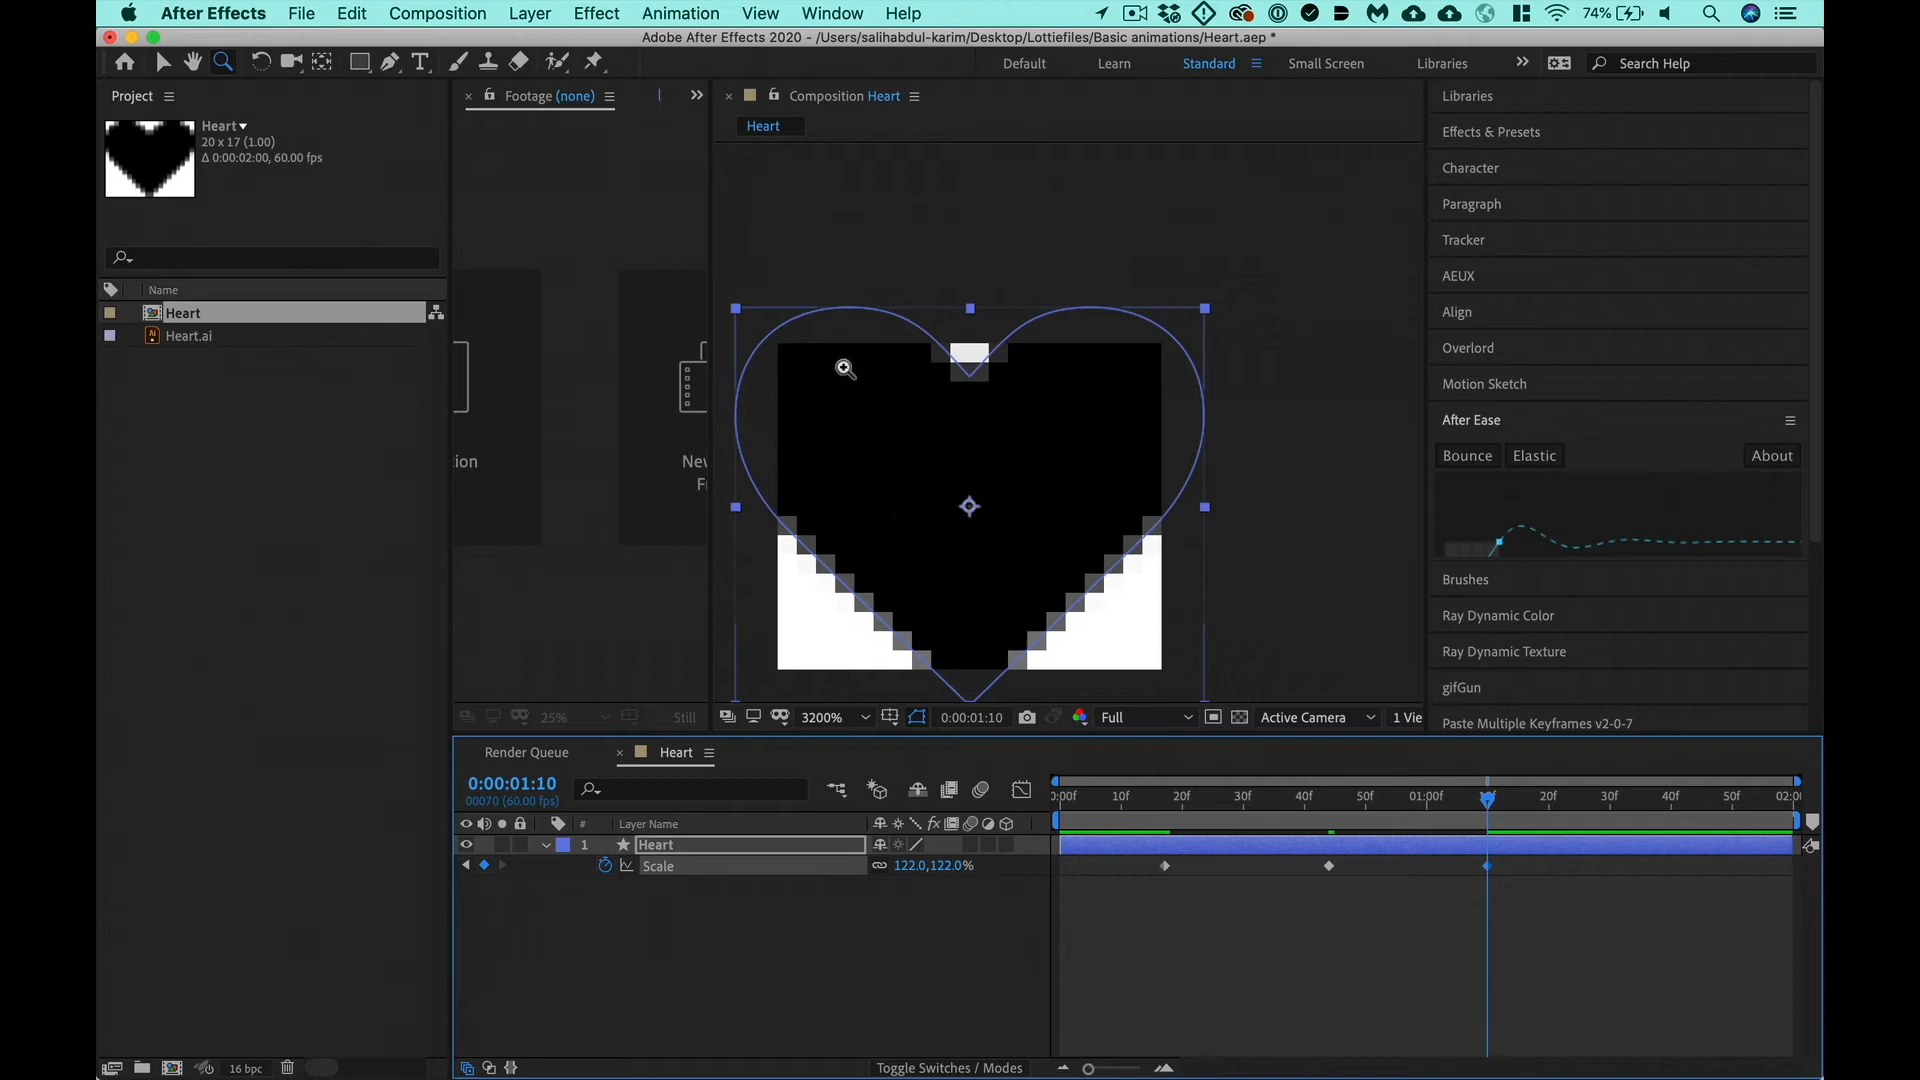 After Effects File Edit Composition Layer Effect Animation View Window Help 74%
Adobe After Effects 2020 - /Users/salihabdul-karim/Desktop/Lottiefiles/Basic animations/Heart.aep *
Default Learn Standard Small Screen Libraries Search Help
Project
Footage (none)
Composition Heart
Heart
Heart
20 x 17 (1.00)
Δ 0:00:02:00, 60.00 fps
Name
Heart
Heart.ai
Libraries
Effects & Presets
Character
Paragraph
Tracker
AEUX
Align
Overlord
Motion Sketch
After Ease
Bounce Elastic About
Brushes
Ray Dynamic Color
Ray Dynamic Texture
gifGun
Paste Multiple Keyframes v2-0-7
25% Still
3200% 0:00:01:10 Full Active Camera 1 Vie
Render Queue Heart
0:00:01:10
00070 (60.00 fps)
0:00f 10f 20f 30f 40f 50f 01:00f 20f 30f 40f 50f
# Layer Name
1 Heart
Scale 122.0,122.0%
16 bpc Toggle Switches / Modes